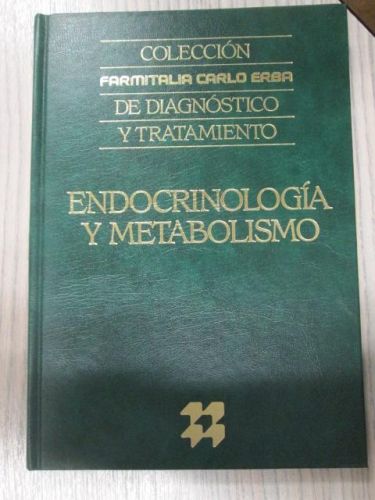 COLECCIÓN
FARMITALIA CARLO ERBA
DE DIAGNÓSTICO
Y TRATAMIENTO
ENDOCRINOLOGÍA
Y METABOLISMO